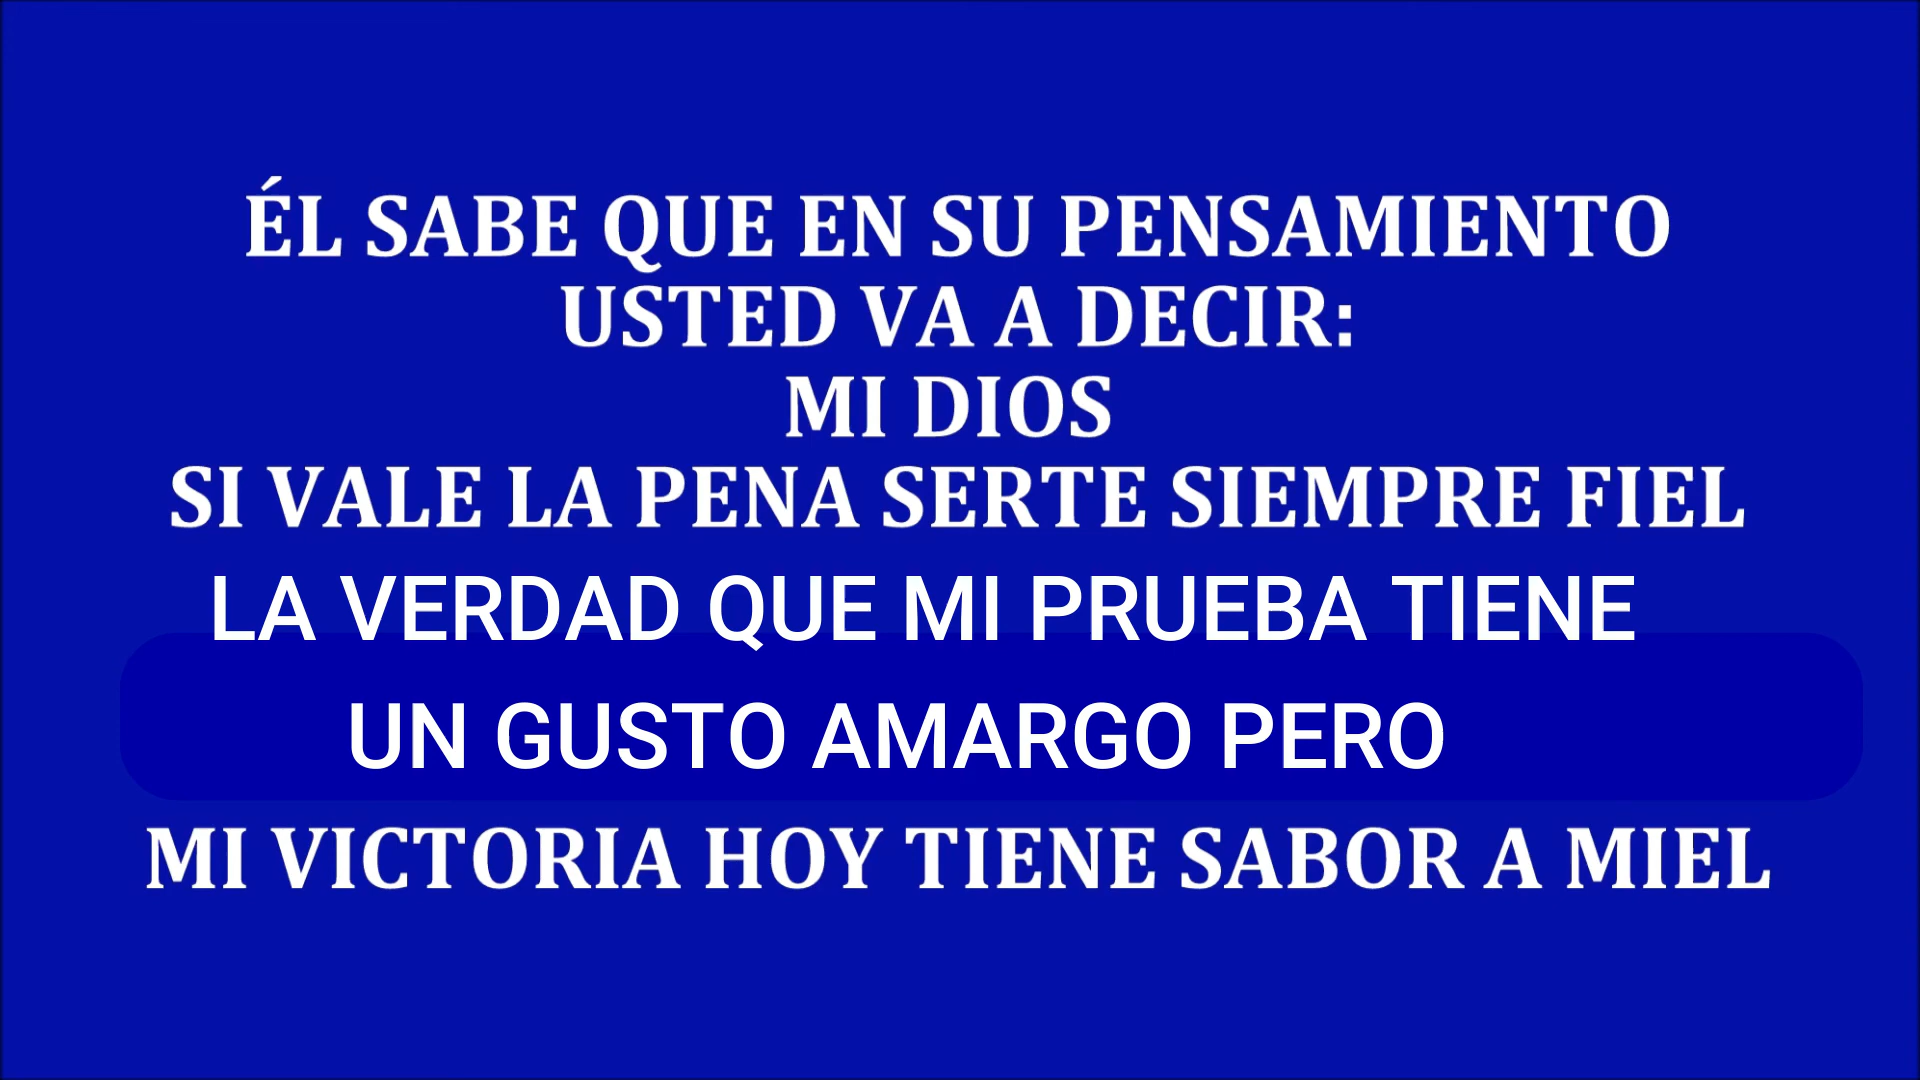 ÉL SABE QUE EN SU PENSAMIENTO
USTED VA A DECIR:
MI DIOS
SI VALE LA PENA SERTE SIEMPRE FIEL
LA VERDAD QUE MI PRUEBA TIENE
UN GUSTO AMARGO PERO
MI VICTORIA HOY TIENE SABOR A MIEL